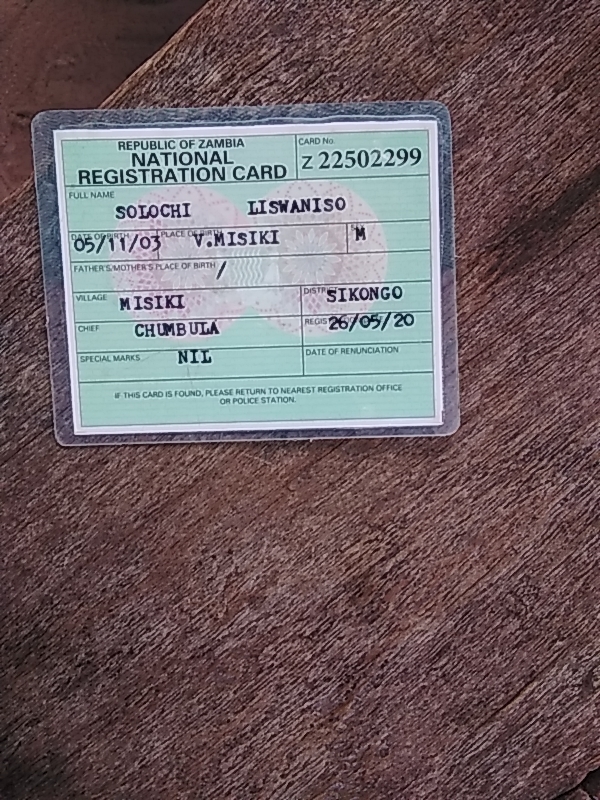 REPUBLIC OF ZAMBIA
NATIONAL
REGISTRATION CARD
CARD No.
Z 22502299
FULL NAME
SOLOCHI LISWANISO
DATE OF BIRTH PLACE OF BIRTH
05/11/03 V.MISIKI M
FATHER'S/MOTHER'S PLACE OF BIRTH /
VILLAGE MISIKI
SIKONGO
CHIEF CHUMBULA
26/05/20
SPECIAL MARKS NIL
DATE OF RENUNCIATION
IF THIS CARD IS FOUND, PLEASE RETURN TO NEAREST REGISTRATION OFFICE
OR POLICE STATION.